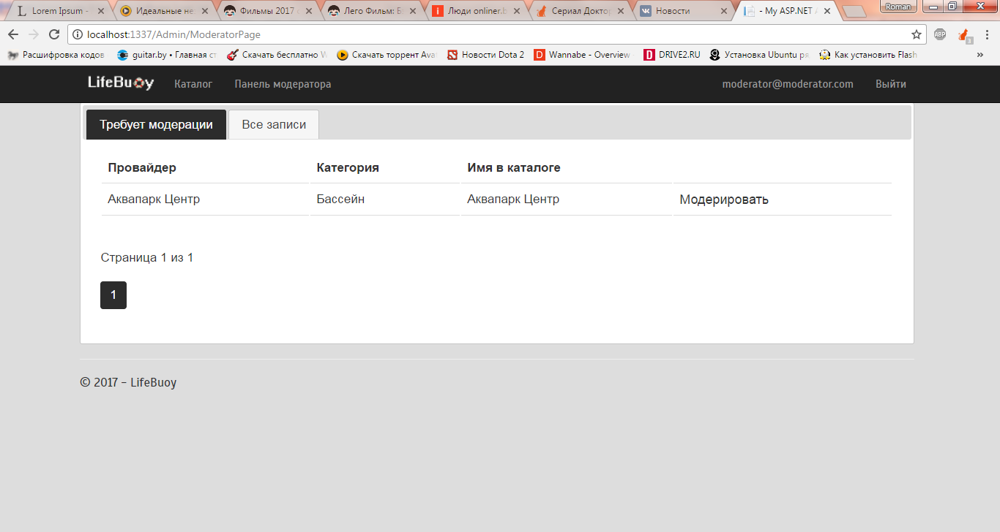 Lorem Ipsum -
Идеальные не
Фильмы 2017
Лего Фильм: Б
Люди onliner.b
Сериал Доктор
Новости
- My ASP.NET A
Roman
localhost:1337/Admin/ModeratorPage
ABP
3
Расшифровка кодов
guitar.by • Главная ст
Скачать бесплатно W
Скачать торрент Ava
Новости Dota 2
Wannabe - Overview
DRIVE2.RU
Установка Ubuntu ря
Как установить Flash
»
LifeBuoy Каталог Панель модератора moderator@moderator.com Выйти
Требует модерации Все записи
Провайдер Категория Имя в каталоге
Аквапарк Центр Бассейн Аквапарк Центр Модерировать
Страница 1 из 1
1
© 2017 - LifeBuoy